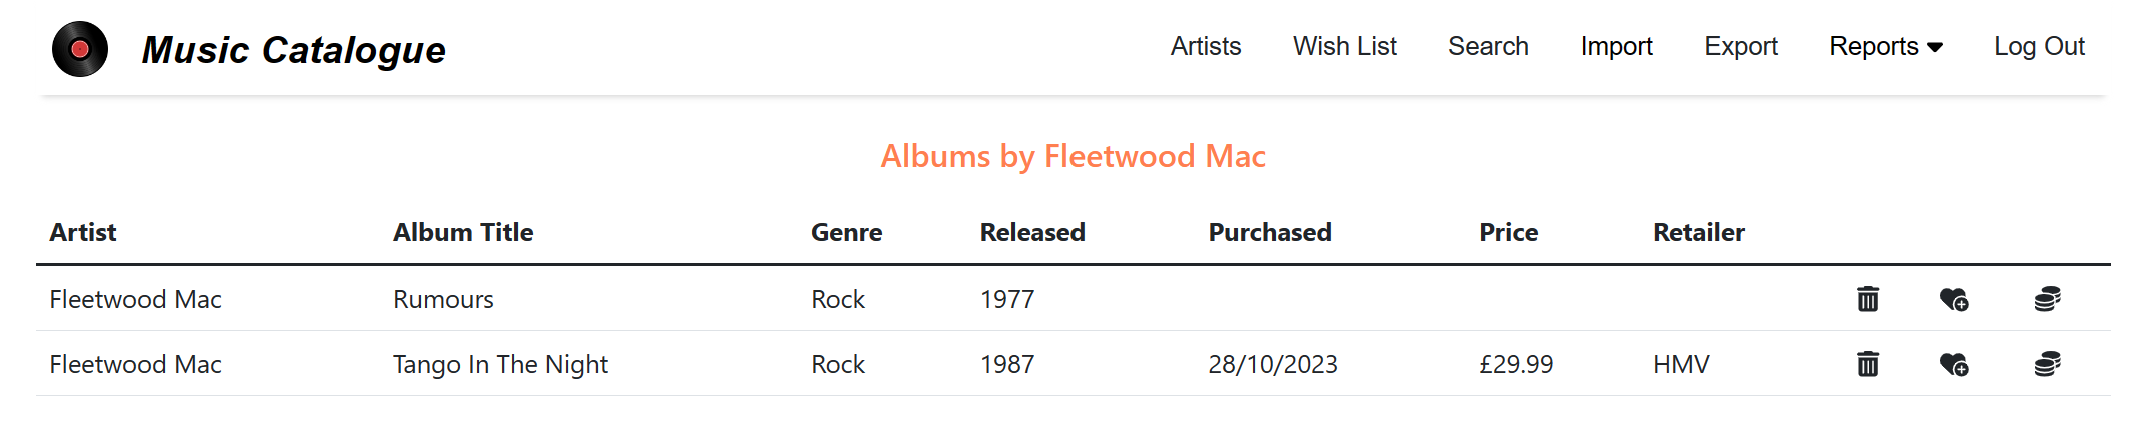 Music Catalogue Artists Wish List Search Import Export Reports Log Out
Albums by Fleetwood Mac
Artist Album Title Genre Released Purchased Price Retailer
Fleetwood Mac Rumours Rock 1977
Fleetwood Mac Tango In The Night Rock 1987 28/10/2023 £29.99 HMV